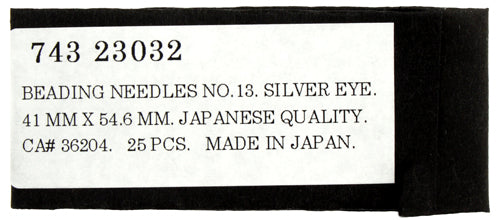 743 23032
BEADING NEEDLES NO.13. SILVER EYE.
41 MM X 54.6 MM. JAPANESE QUALITY.
CA# 36204. 25 PCS. MADE IN JAPAN.